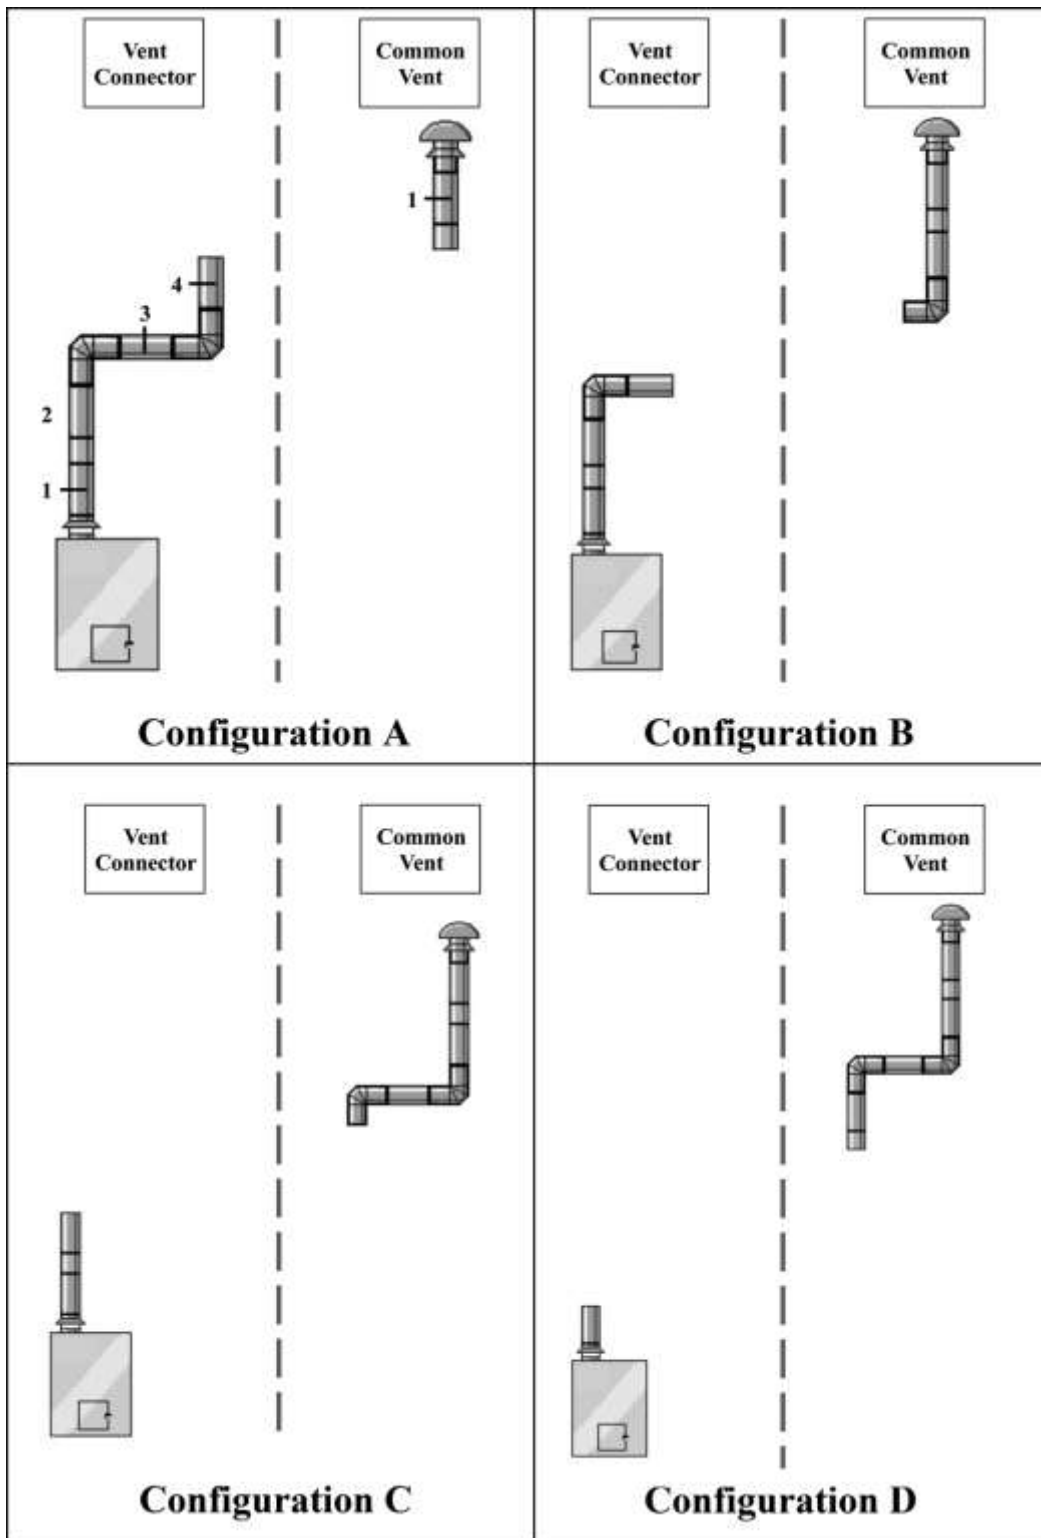 Vent
Connector
Common
Vent
1
4
3
2
1
Configuration A
Vent
Connector
Common
Vent
Configuration B
Vent
Connector
Common
Vent
Configuration C
Vent
Connector
Common
Vent
Configuration D